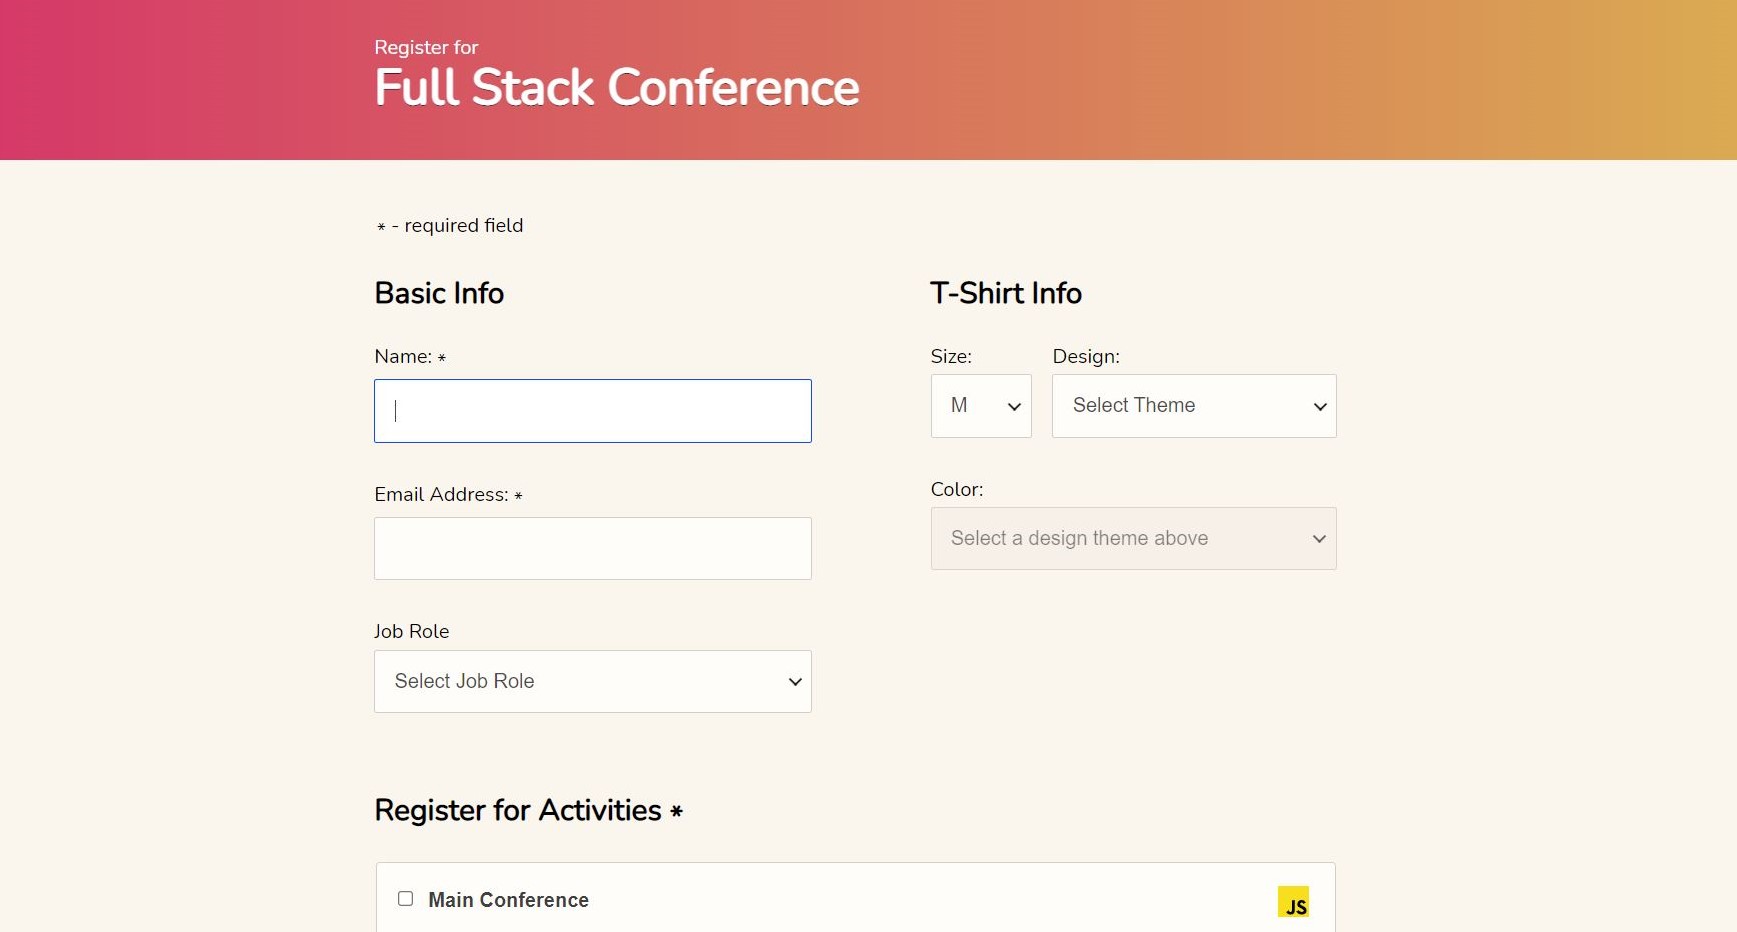 Register for
Full Stack Conference
* - required field
Basic Info
Name: *
Email Address: *
Job Role
Select Job Role
T-Shirt Info
Size:
Design:
M
Select Theme
Color:
Select a design theme above
Register for Activities *
Main Conference
JS